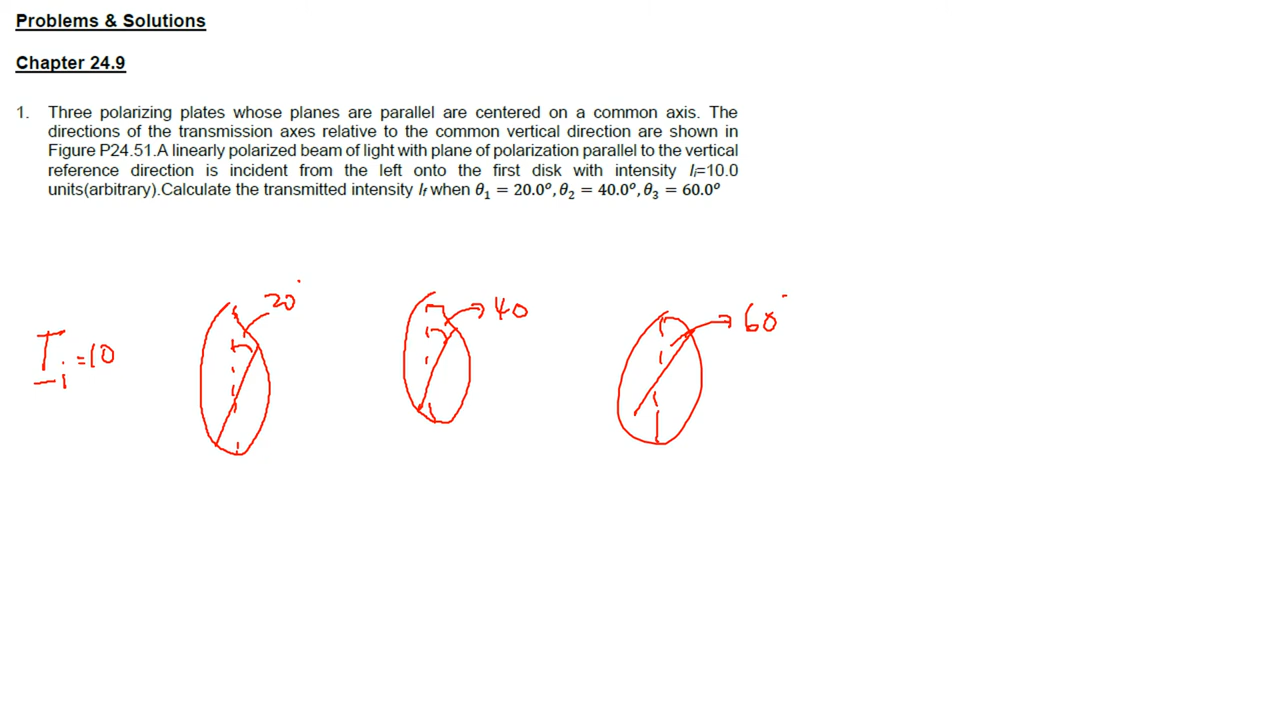 Problems & Solutions
Chapter 24.9
1. Three polarizing plates whose planes are parallel are centered on a common axis. The
directions of the transmission axes relative to the common vertical direction are shown in
Figure P24.51.A linearly polarized beam of light with plane of polarization parallel to the vertical
reference direction is incident from the left onto the first disk with intensity Iᵢ=10.0
units(arbitrary).Calculate the transmitted intensity If when θ₁ = 20.0°, θ₂ = 40.0°, θ₃ = 60.0°
20°
40
60°
Iᵢ=10